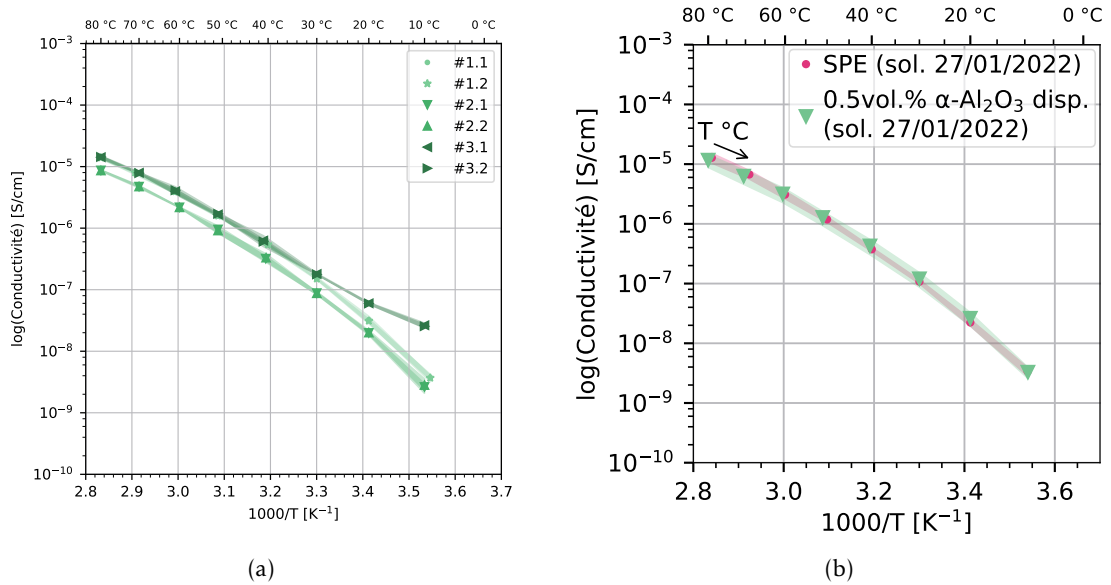 80 °C 70 °C 60 °C 50 °C 40 °C 30 °C 20 °C 10 °C 0 °C
10⁻³
10⁻⁴
10⁻⁵
10⁻⁶
10⁻⁷
10⁻⁸
10⁻⁹
10⁻¹⁰
log(Conductivité) [S/cm]
#1.1
#1.2
#2.1
#2.2
#3.1
#3.2
2.8 2.9 3.0 3.1 3.2 3.3 3.4 3.5 3.6 3.7
1000/T [K⁻¹]
(a)
80 °C 60 °C 40 °C 20 °C 0 °C
10⁻³
10⁻⁴
10⁻⁵
10⁻⁶
10⁻⁷
10⁻⁸
10⁻⁹
10⁻¹⁰
log(Conductivité) [S/cm]
SPE (sol. 27/01/2022)
0.5vol.% α-Al₂O₃ disp.
(sol. 27/01/2022)
T °C
2.8 3.0 3.2 3.4 3.6
1000/T [K⁻¹]
(b)